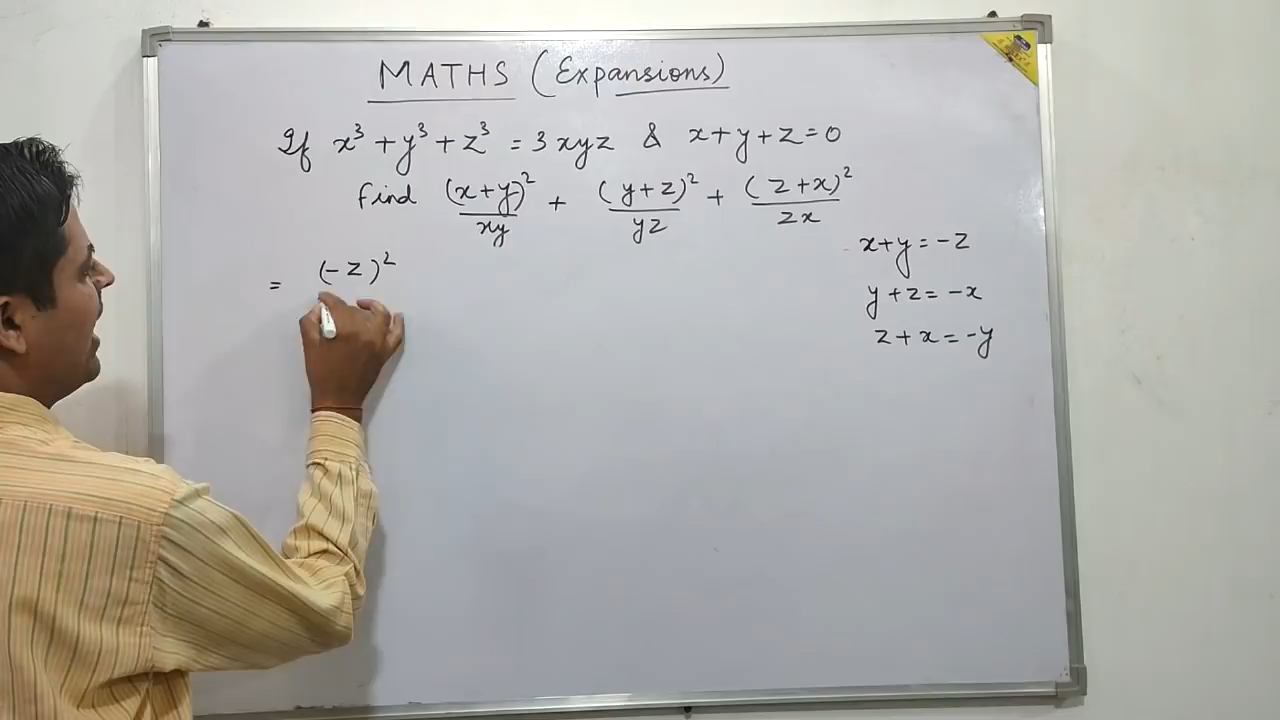 MATHS (Expansions)
If x³ + y³ + z³ = 3xyz & x+y+z=0
Find (x+y)²/xy + (y+z)²/yz + (z+x)²/zx
x+y = -z
= (-z)²
y+z = -x
z+x = -y